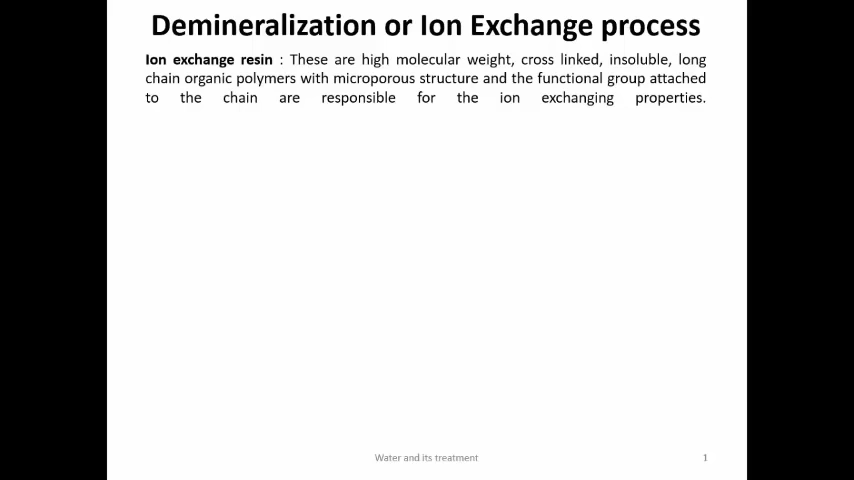 Demineralization or Ion Exchange process
Ion exchange resin : These are high molecular weight, cross linked, insoluble, long
chain organic polymers with microporous structure and the functional group attached
to the chain are responsible for the ion exchanging properties.
Water and its treatment
1